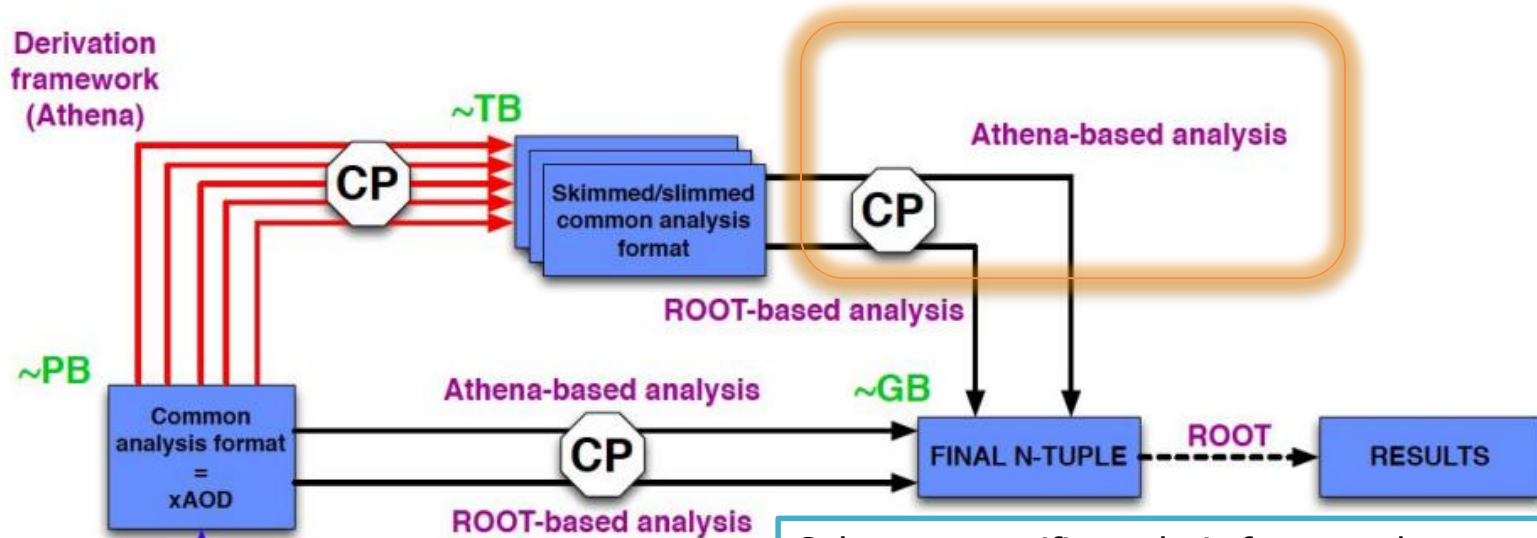 Derivation
framework
(Athena)
~TB
CP
Skimmed/slimmed
common analysis
format
CP
Athena-based analysis
ROOT-based analysis
~PB
Common
analysis format
=
xAOD
Athena-based analysis
CP
ROOT-based analysis
~GB
FINAL N-TUPLE
ROOT
RESULTS